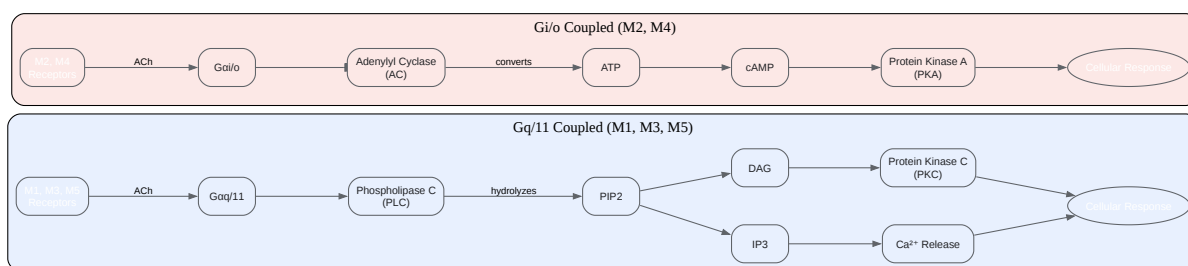 Gi/o Coupled (M2, M4)
M2, M4
Receptors
ACh
Gαi/o
Adenylyl Cyclase
(AC)
converts
ATP
cAMP
Protein Kinase A
(PKA)
Cellular Response
Gq/11 Coupled (M1, M3, M5)
M1, M3, M5
Receptors
ACh
Gαq/11
Phospholipase C
(PLC)
hydrolyzes
PIP2
DAG
Protein Kinase C
(PKC)
IP3
Ca²⁺ Release
Cellular Response